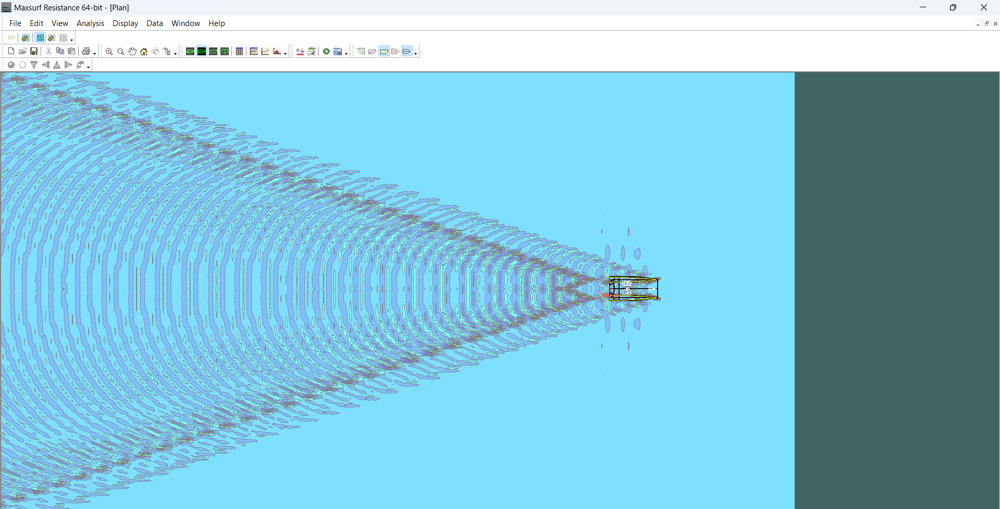 Maxsurf Resistance 64-bit - [Plan]
File Edit View Analysis Display Data Window Help